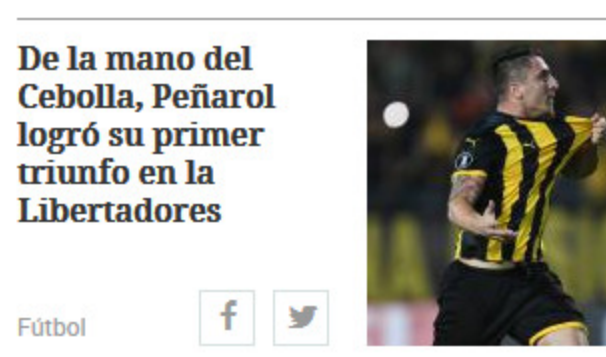 De la mano del
Cebolla, Peñarol
logró su primer
triunfo en la
Libertadores
Fútbol